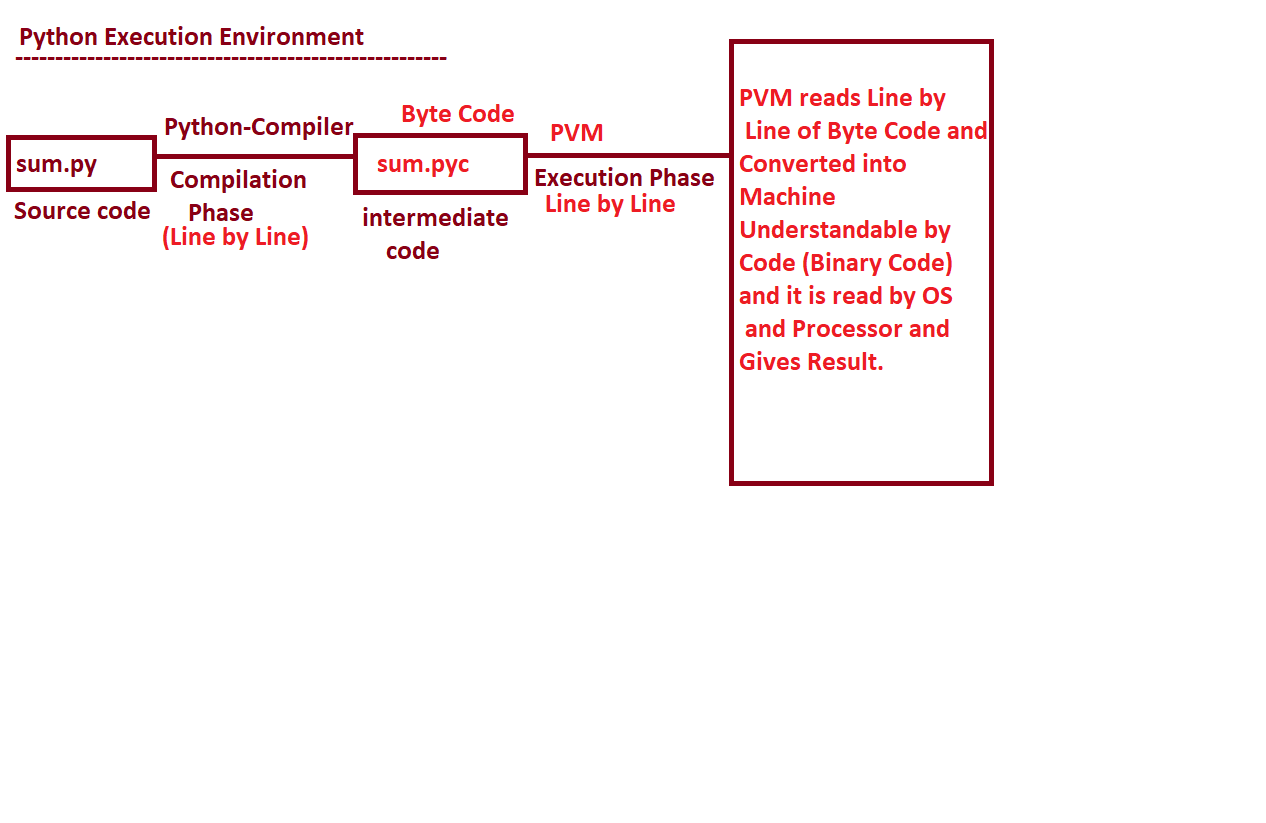 Python Execution Environment
------------------------------------------------------
sum.py
Source code
Python-Compiler
Compilation
Phase
(Line by Line)
Byte Code
sum.pyc
intermediate
code
PVM
Execution Phase
Line by Line
PVM reads Line by
Line of Byte Code and
Converted into
Machine
Understandable by
Code (Binary Code)
and it is read by OS
and Processor and
Gives Result.